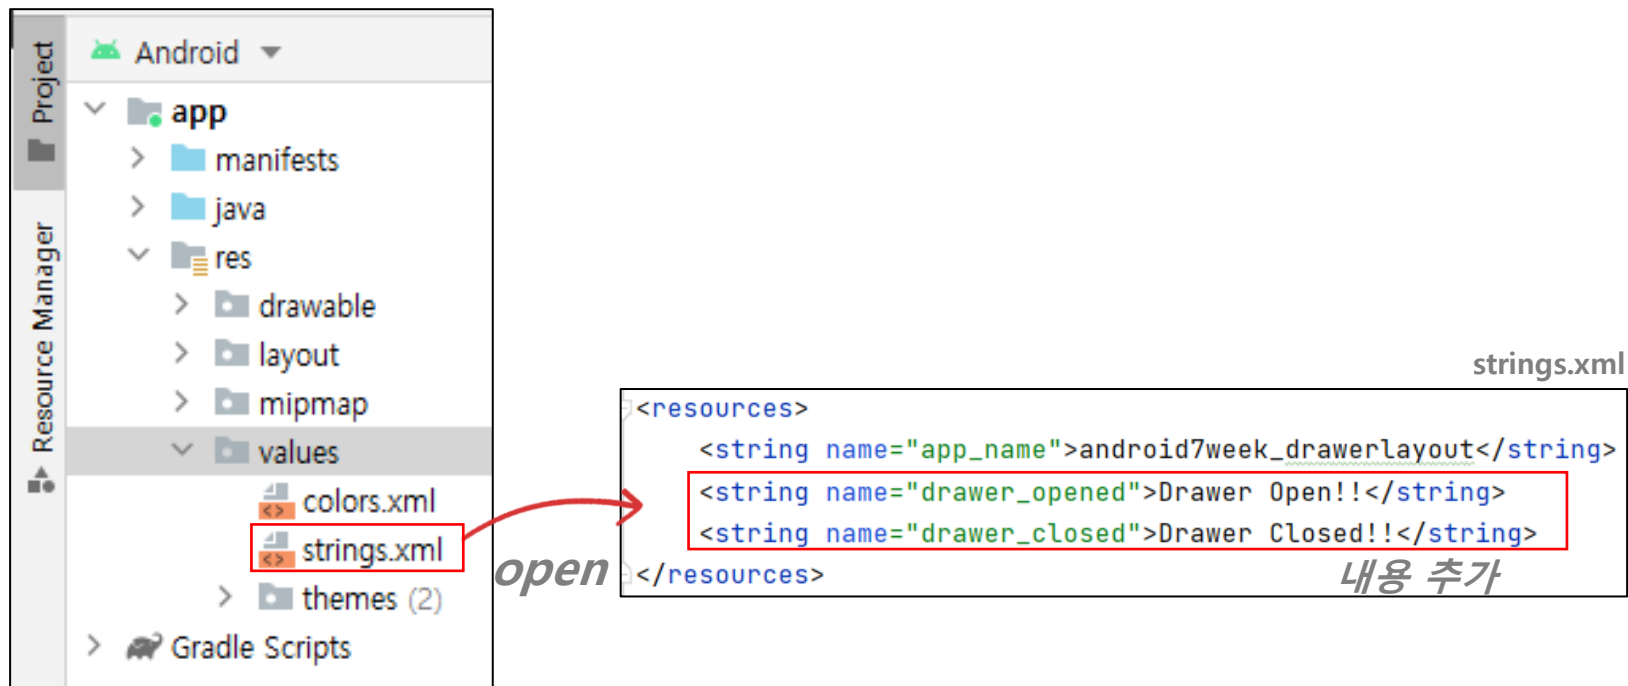 Project
Resource Manager
Android
app
manifests
java
res
drawable
layout
mipmap
values
colors.xml
strings.xml
themes (2)
Gradle Scripts
open
strings.xml
<resources>
<string name="app_name">android7week_drawerlayout</string>
<string name="drawer_opened">Drawer Open!!</string>
<string name="drawer_closed">Drawer Closed!!</string>
</resources>
내용 추가